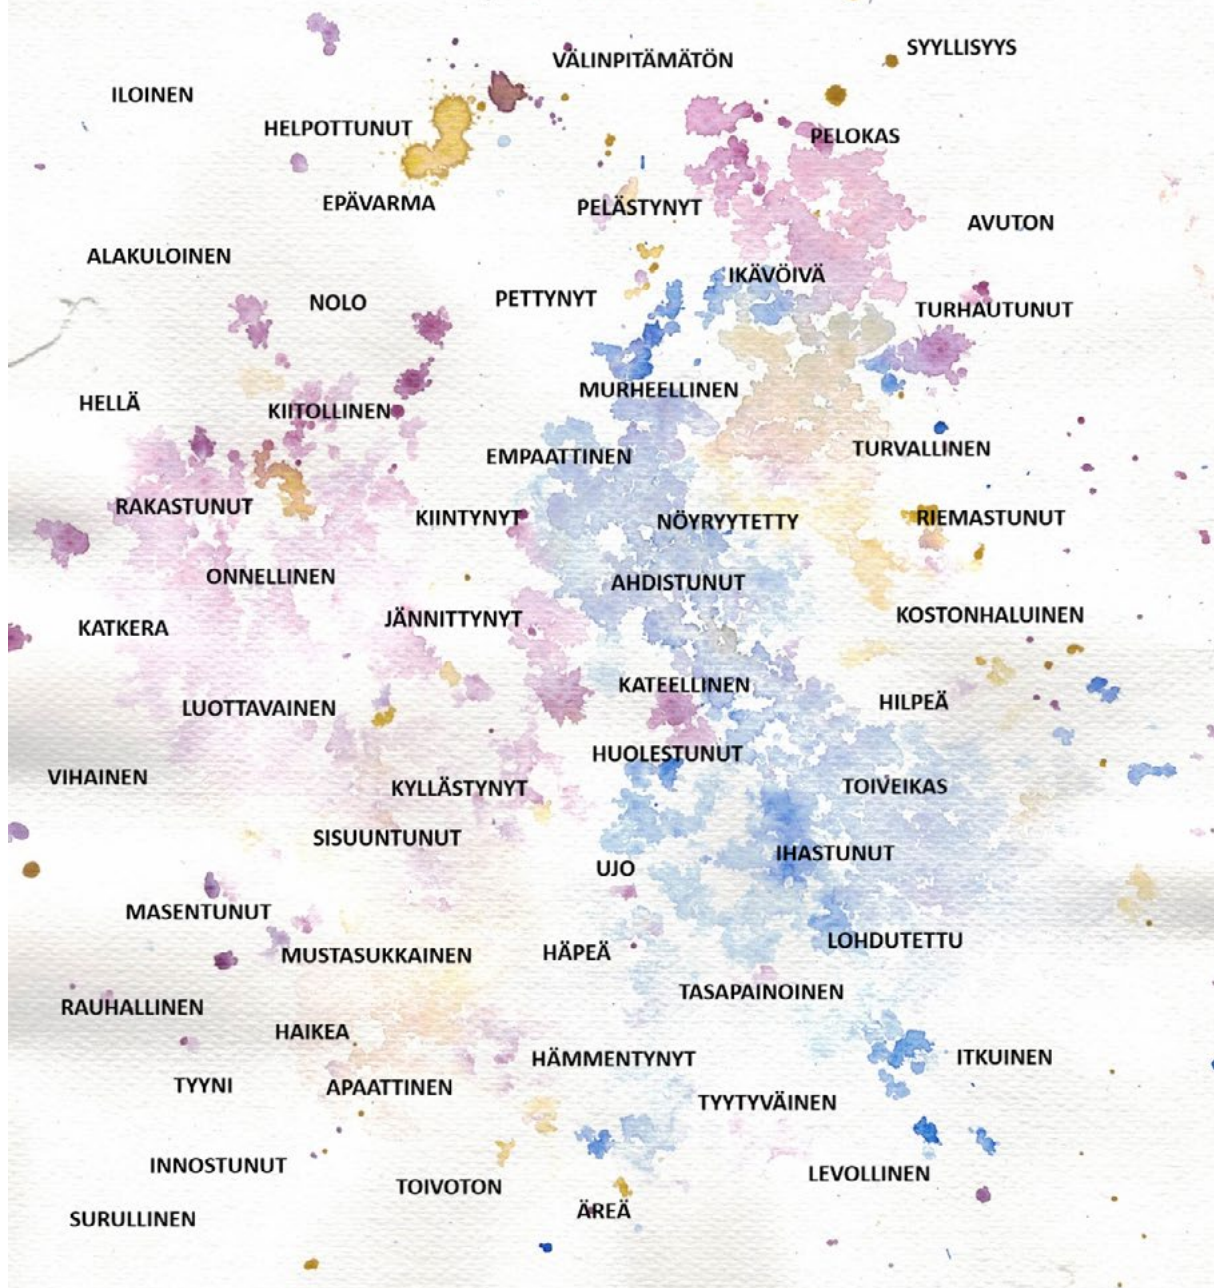 SYYLLISYYS
VÄLINPITÄMÄTÖN
ILOINEN
HELPOTTUNUT
PELOKAS
EPÄVARMA
PELÄSTYNYT
AVUTON
ALAKULOINEN
IKÄVÖIVÄ
NOLO
PETTYNYT
TURHAUTUNUT
MURHEELLINEN
HELLÄ
KIITOLLINEN
TURVALLINEN
EMPAATTINEN
RAKASTUNUT
KIINTYNYT
NÖYRYYTETTY
RIEMASTUNUT
ONNELLINEN
AHDISTUNUT
KOSTONHALUINEN
JÄNNITTYNYT
KATKERA
KATEELLINEN
HILPEÄ
LUOTTAVAINEN
HUOLESTUNUT
VIHAINEN
KYLLÄSTYNYT
TOIVEIKAS
SISUUNTUNUT
IHASTUNUT
UJO
MASENTUNUT
LOHDUTETTU
MUSTASUKKAINEN
HÄPEÄ
TASAPAINOINEN
RAUHALLINEN
HAIKEA
HÄMMENTYNYT
ITKUINEN
TYYNI
APAATTINEN
TYYTYVÄINEN
INNOSTUNUT
LEVOLLINEN
TOIVOTON
ÄREÄ
SURULLINEN